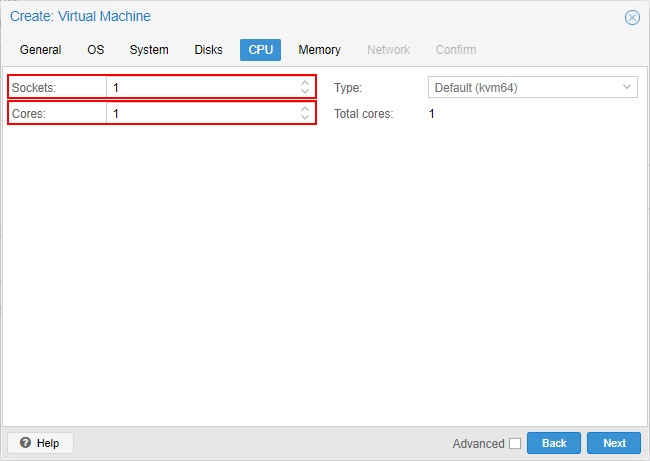 Create: Virtual Machine
General OS System Disks CPU Memory Network Confirm
Sockets: 1 Type: Default (kvm64)
Cores: 1 Total cores: 1
Help Advanced Back Next